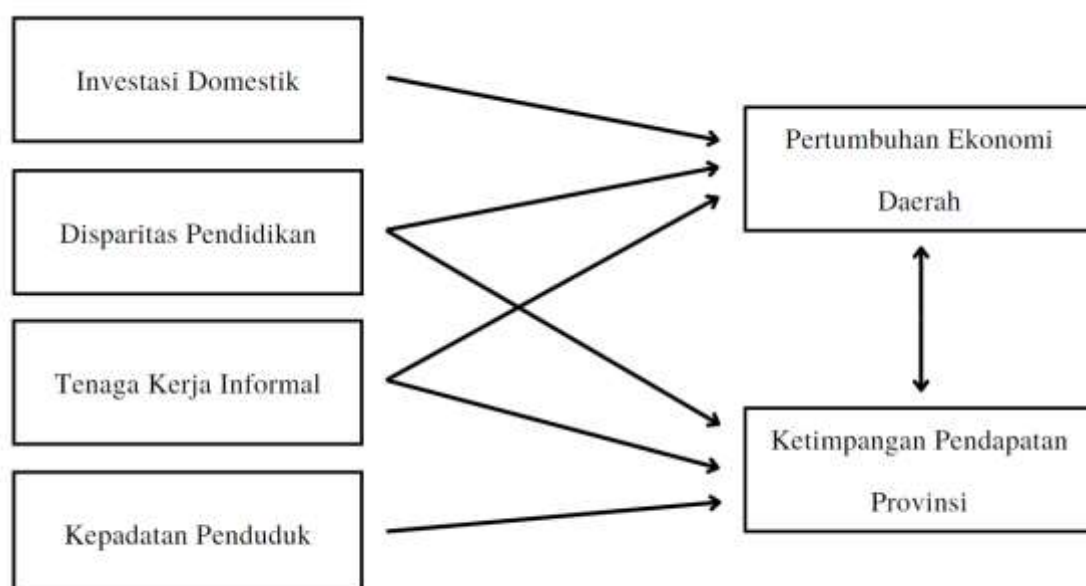 Investasi Domestik
Disparitas Pendidikan
Tenaga Kerja Informal
Kepadatan Penduduk
Pertumbuhan Ekonomi
Daerah
Ketimpangan Pendapatan
Provinsi